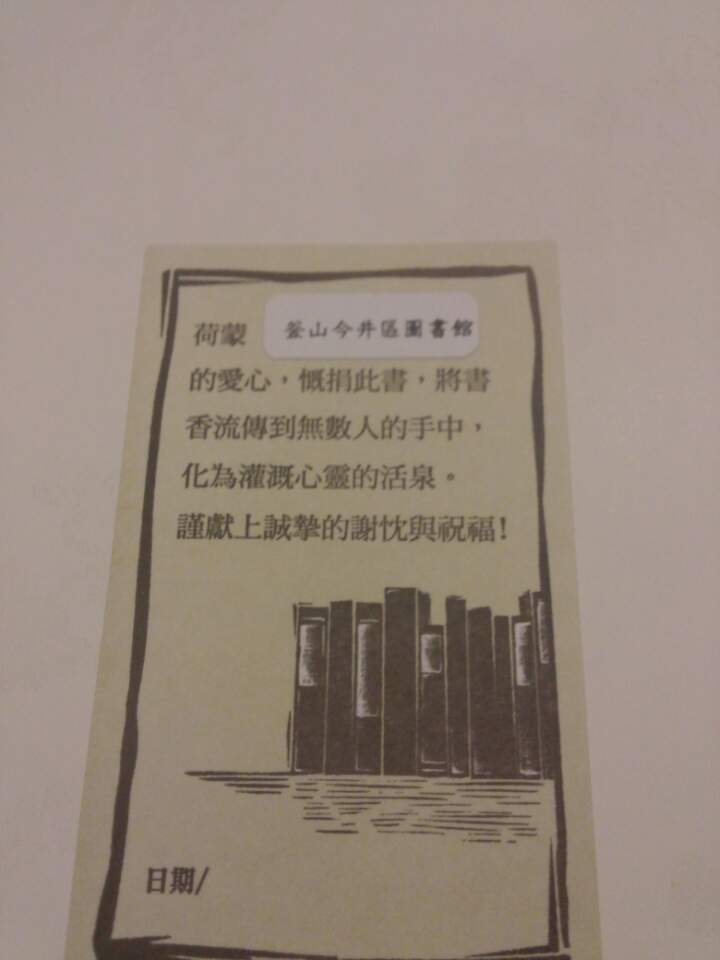 荷蒙 釜山今井區圖書館
的愛心，慨捐此書，將書
香流傳到無數人的手中，
化為灌溉心靈的活泉。
謹獻上誠摯的謝忱與祝福!
日期/